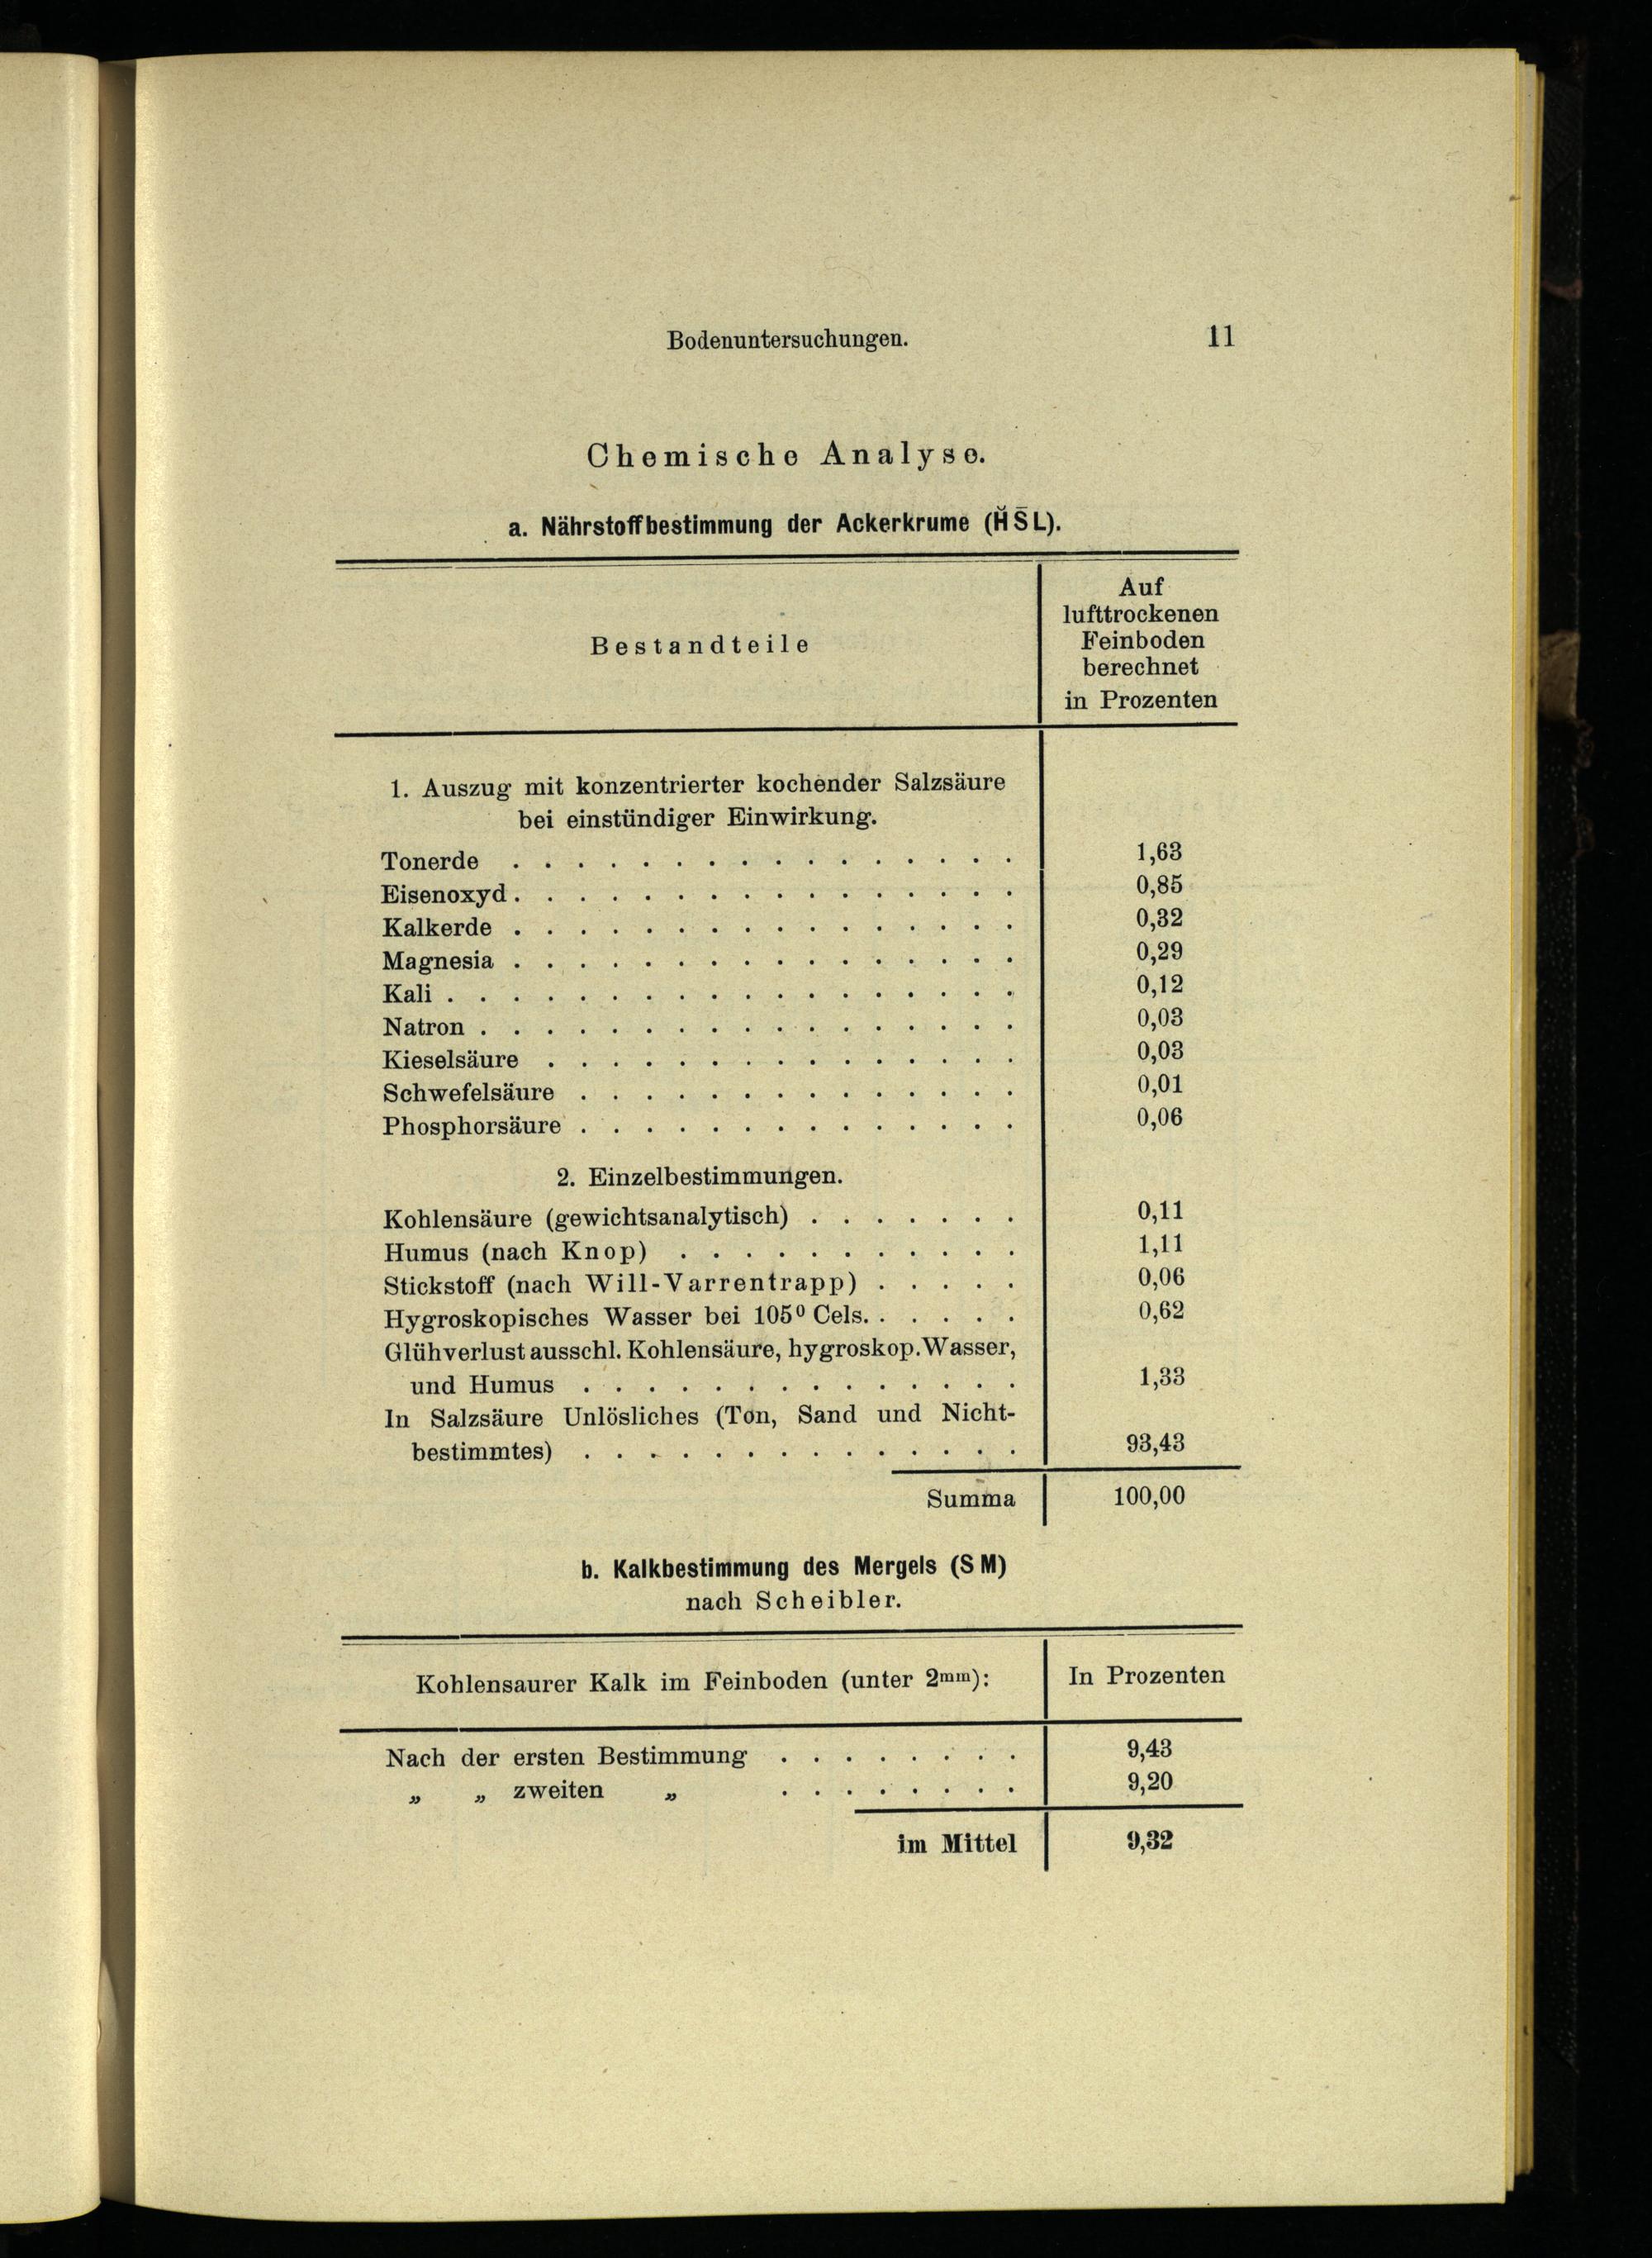 Bodenuntersuchungen. 11
Chemische Analyse.
a. Nährstoffbestimmung der Ackerkrume (H̆S̄L).
Bestandteile
Auf
lufttrockenen
Feinboden
berechnet
in Prozenten
1. Auszug mit konzentrierter kochender Salzsäure
bei einstündiger Einwirkung.
Tonerde . . . . . . . . . . . . . . . . 1,63
Eisenoxyd . . . . . . . . . . . . . . . . 0,85
Kalkerde . . . . . . . . . . . . . . . . 0,32
Magnesia . . . . . . . . . . . . . . . . 0,29
Kali . . . . . . . . . . . . . . . . . . 0,12
Natron . . . . . . . . . . . . . . . . . 0,03
Kieselsäure . . . . . . . . . . . . . . . 0,03
Schwefelsäure . . . . . . . . . . . . . . 0,01
Phosphorsäure . . . . . . . . . . . . . . 0,06
2. Einzelbestimmungen.
Kohlensäure (gewichtsanalytisch) . . . . . . . 0,11
Humus (nach Knop) . . . . . . . . . . . 1,11
Stickstoff (nach Will-Varrentrapp) . . . . . 0,06
Hygroskopisches Wasser bei 105⁰ Cels. . . . . . 0,62
Glühverlust ausschl. Kohlensäure, hygroskop. Wasser,
und Humus . . . . . . . . . . . . . . 1,33
In Salzsäure Unlösliches (Ton, Sand und Nicht-
bestimmtes) . . . . . . . . . . . . . . 93,43
Summa 100,00
b. Kalkbestimmung des Mergels (SM)
nach Scheibler.
Kohlensaurer Kalk im Feinboden (unter 2mm): In Prozenten
Nach der ersten Bestimmung . . . . . . . . 9,43
„ „ zweiten „ . . . . . . . . 9,20
im Mittel 9,32